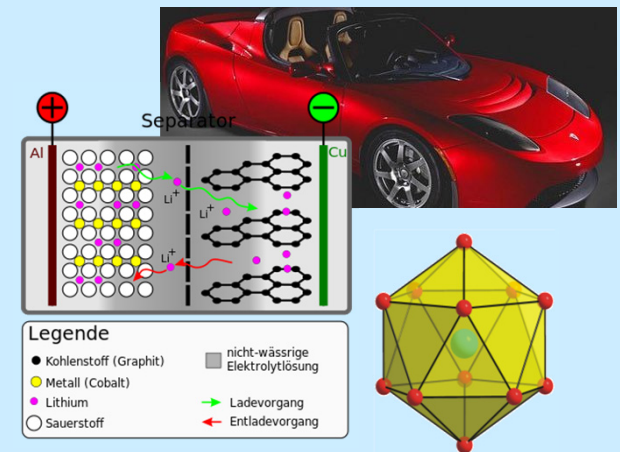 Separator
+
−
Al
Cu
Li+
Li+
Li+
Legende
Kohlenstoff (Graphit)
Metall (Cobalt)
Lithium
Sauerstoff
nicht-wässrige
Elektrolytlösung
Ladevorgang
Entladevorgang